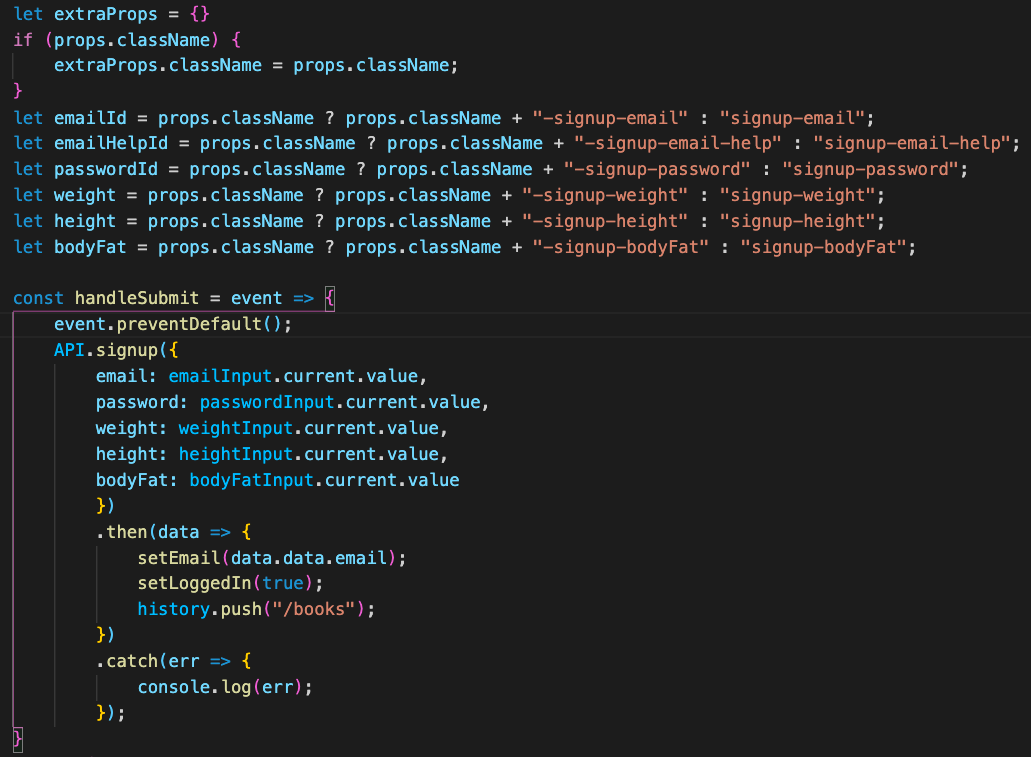 let extraProps = {}
if (props.className) {
    extraProps.className = props.className;
}
let emailId = props.className ? props.className + "-signup-email" : "signup-email";
let emailHelpId = props.className ? props.className + "-signup-email-help" : "signup-email-help";
let passwordId = props.className ? props.className + "-signup-password" : "signup-password";
let weight = props.className ? props.className + "-signup-weight" : "signup-weight";
let height = props.className ? props.className + "-signup-height" : "signup-height";
let bodyFat = props.className ? props.className + "-signup-bodyFat" : "signup-bodyFat";

const handleSubmit = event => {
    event.preventDefault();
    API.signup({
        email: emailInput.current.value,
        password: passwordInput.current.value,
        weight: weightInput.current.value,
        height: heightInput.current.value,
        bodyFat: bodyFatInput.current.value
        })
        .then(data => {
            setEmail(data.data.email);
            setLoggedIn(true);
            history.push("/books");
        })
        .catch(err => {
            console.log(err);
        });
}